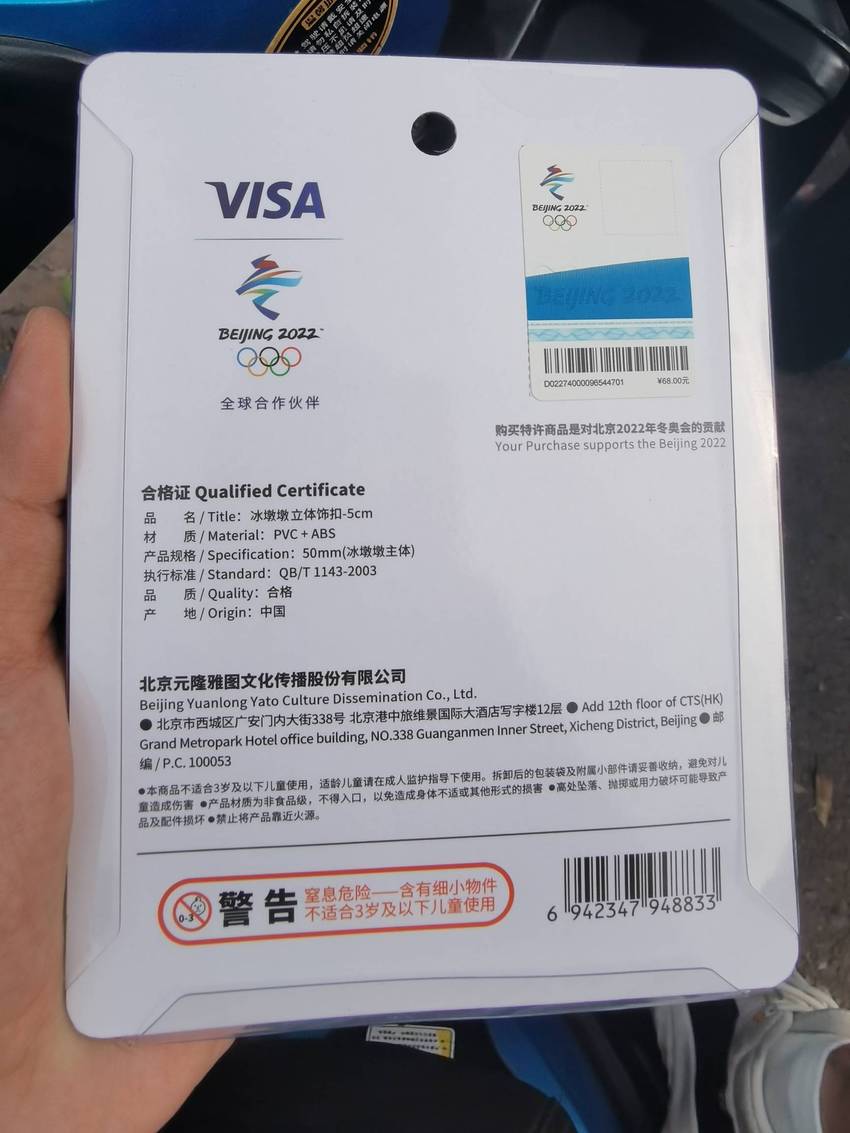 驾驶请戴安
请勿私自拆装
VISA
BEIJING 2022™
全球合作伙伴
BEIJING 2022™
BEIJING 2022
D02274000096544701 ¥68.00元
购买特许商品是对北京2022年冬奥会的贡献
Your Purchase supports the Beijing 2022
合格证 Qualified Certificate
品 名 / Title: 冰墩墩立体饰扣-5cm
材 质 / Material: PVC + ABS
产品规格 / Specification: 50mm(冰墩墩主体)
执行标准 / Standard: QB/T 1143-2003
品 质 / Quality: 合格
产 地 / Origin: 中国
北京元隆雅图文化传播股份有限公司
Beijing Yuanlong Yato Culture Dissemination Co., Ltd.
● 北京市西城区广安门内大街338号 北京港中旅维景国际大酒店写字楼12层 ● Add 12th floor of CTS(HK)
Grand Metropark Hotel office building, NO.338 Guanganmen Inner Street, Xicheng District, Beijing ● 邮
编 / P.C. 100053
●本商品不适合3岁及以下儿童使用，适龄儿童请在成人监护指导下使用。拆卸后的包装袋及附属小部件请妥善收纳，避免对儿
童造成伤害 ●产品材质为非食品级，不得入口，以免造成身体不适或其他形式的损害 ●高处坠落、抛掷或用力破坏可能导致产
品及配件损坏 ●禁止将产品靠近火源。
0-3 警告 窒息危险——含有细小物件
不适合3岁及以下儿童使用
6 942347 948833